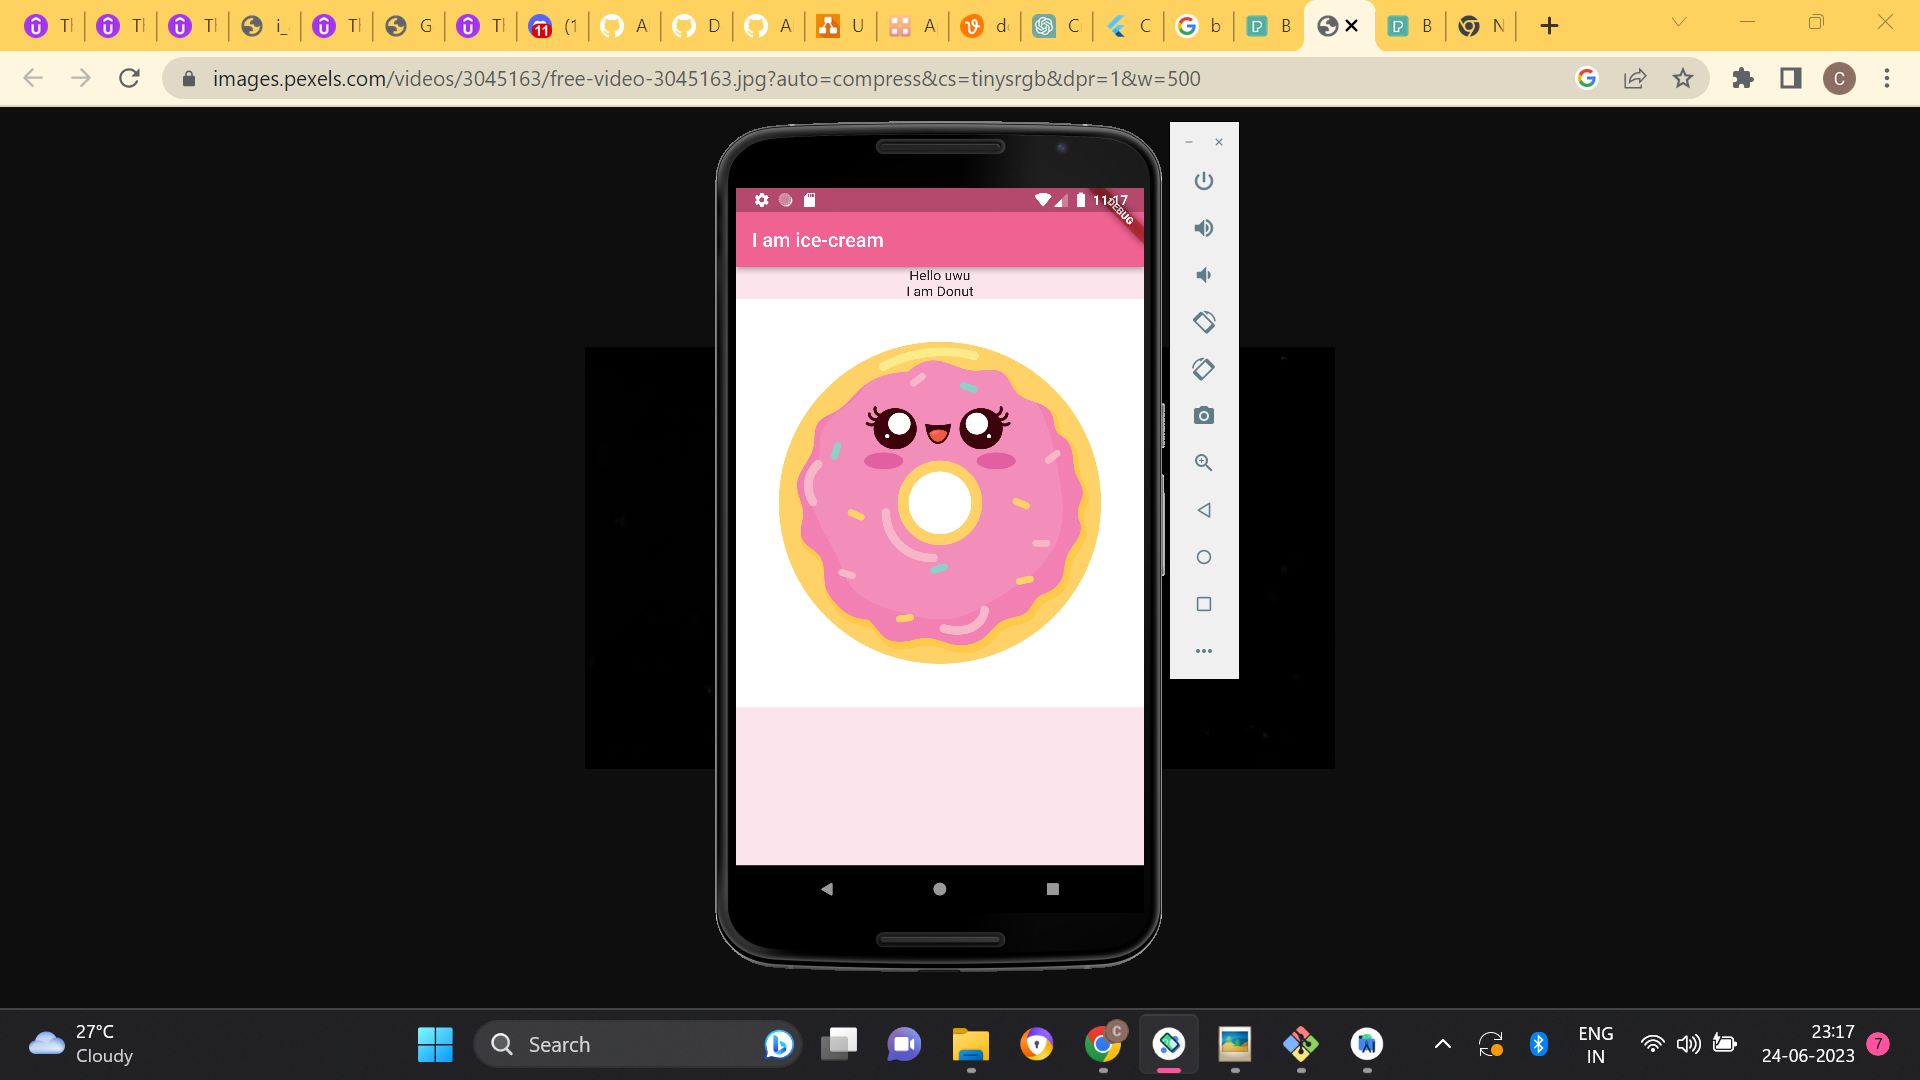 Tl
Tl
Tl
i_
Tl
G
Tl
(1
11
A
D
A
U
A
d
C
C
b
B
B
N
images.pexels.com/videos/3045163/free-video-3045163.jpg?auto=compress&cs=tinysrgb&dpr=1&w=500
C
11:17
DEBUG
I am ice-cream
Hello uwu
I am Donut
27°C
Cloudy
Search
C
ENG
IN
23:17
24-06-2023
7